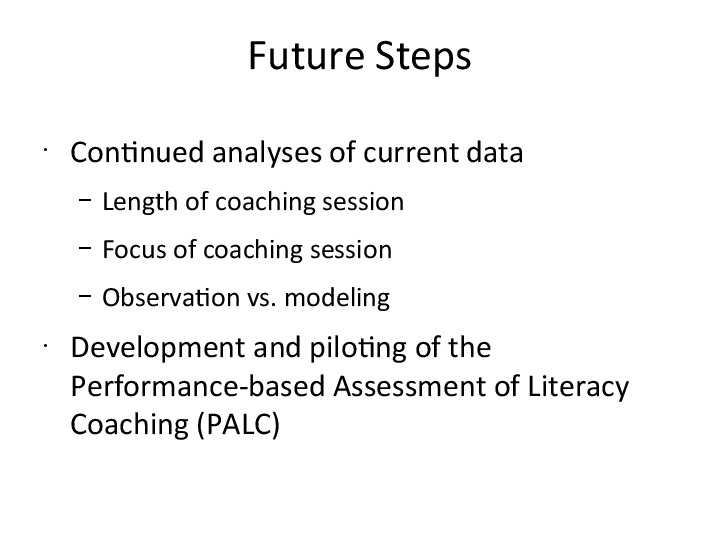 Future Steps
· Continued analyses of current data
– Length of coaching session
– Focus of coaching session
– Observation vs. modeling
· Development and piloting of the
Performance-based Assessment of Literacy
Coaching (PALC)